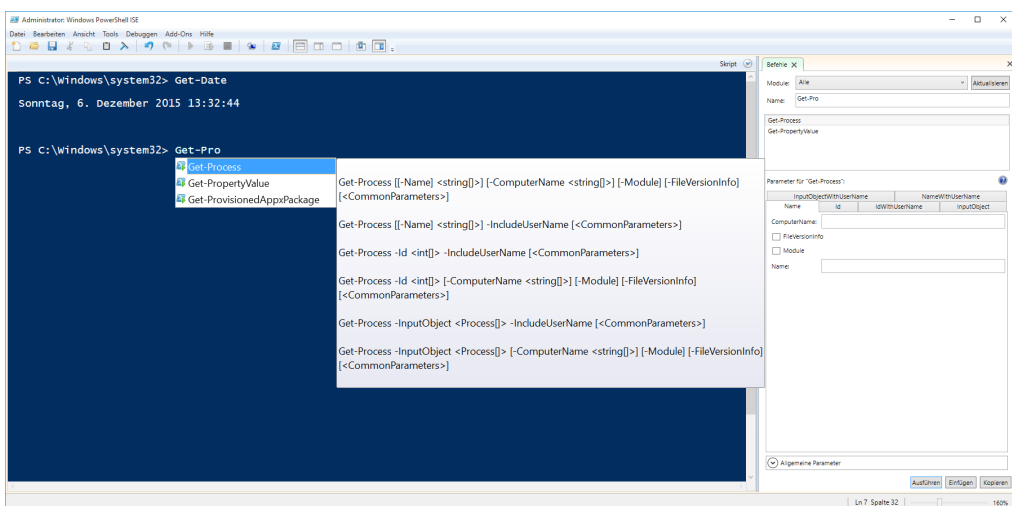 Administrator: Windows PowerShell ISE
Datei Bearbeiten Ansicht Tools Debuggen Add-Ons Hilfe
Skript
PS C:\Windows\system32> Get-Date
Sonntag, 6. Dezember 2015 13:32:44
PS C:\Windows\system32> Get-Pro
Get-Process
Get-PropertyValue
Get-ProvisionedAppxPackage
Get-Process [[-Name] <string[]>] [-ComputerName <string[]>] [-Module] [-FileVersionInfo]
[<CommonParameters>]
Get-Process [[-Name] <string[]>] -IncludeUserName [<CommonParameters>]
Get-Process -Id <int[]> -IncludeUserName [<CommonParameters>]
Get-Process -Id <int[]> [-ComputerName <string[]>] [-Module] [-FileVersionInfo]
[<CommonParameters>]
Get-Process -InputObject <Process[]> -IncludeUserName [<CommonParameters>]
Get-Process -InputObject <Process[]> [-ComputerName <string[]>] [-Module] [-FileVersionInfo]
[<CommonParameters>]
Befehle X
Module: Alle Aktualisieren
Name: Get-Pro
Get-Process
Get-PropertyValue
Parameter für "Get-Process":
InputObjectWithUserName NameWithUserName
Name Id IdWithUserName InputObject
ComputerName:
FileVersionInfo
Module
Name:
Allgemeine Parameter
Ausführen Einfügen Kopieren
Ln 7 Spalte 32 160%